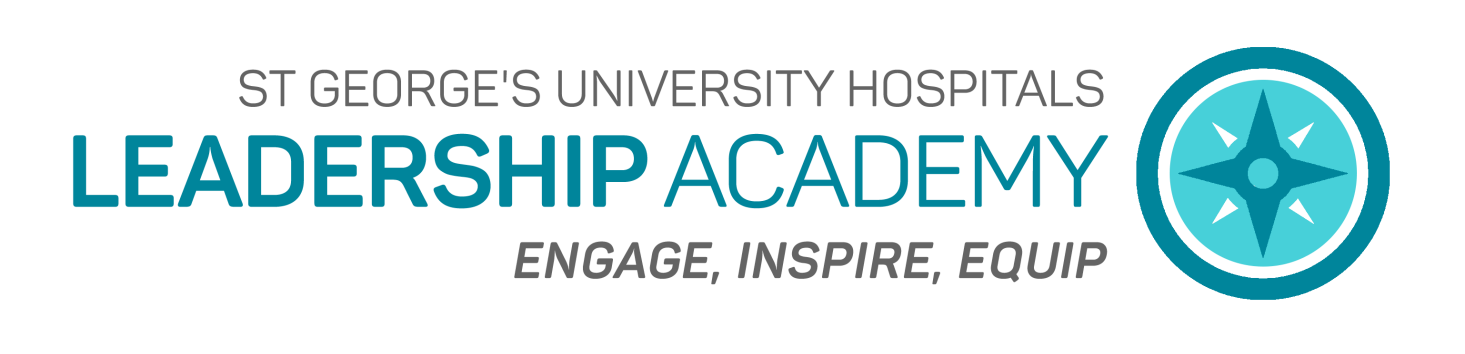 ST GEORGE'S UNIVERSITY HOSPITALS
LEADERSHIP ACADEMY
ENGAGE, INSPIRE, EQUIP